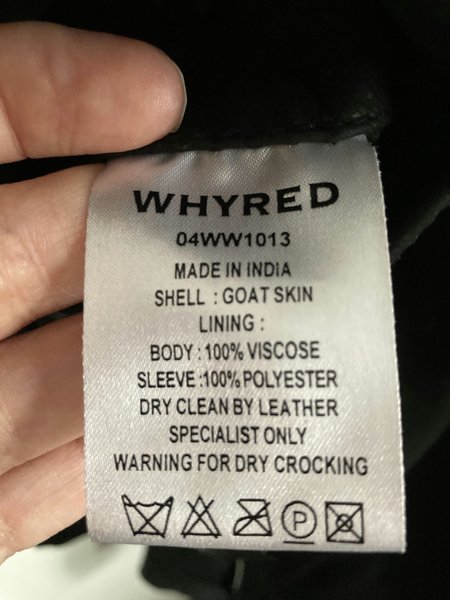 WHYRED
04WW1013
MADE IN INDIA
SHELL : GOAT SKIN
LINING :
BODY : 100% VISCOSE
SLEEVE :100% POLYESTER
DRY CLEAN BY LEATHER
SPECIALIST ONLY
WARNING FOR DRY CROCKING
P